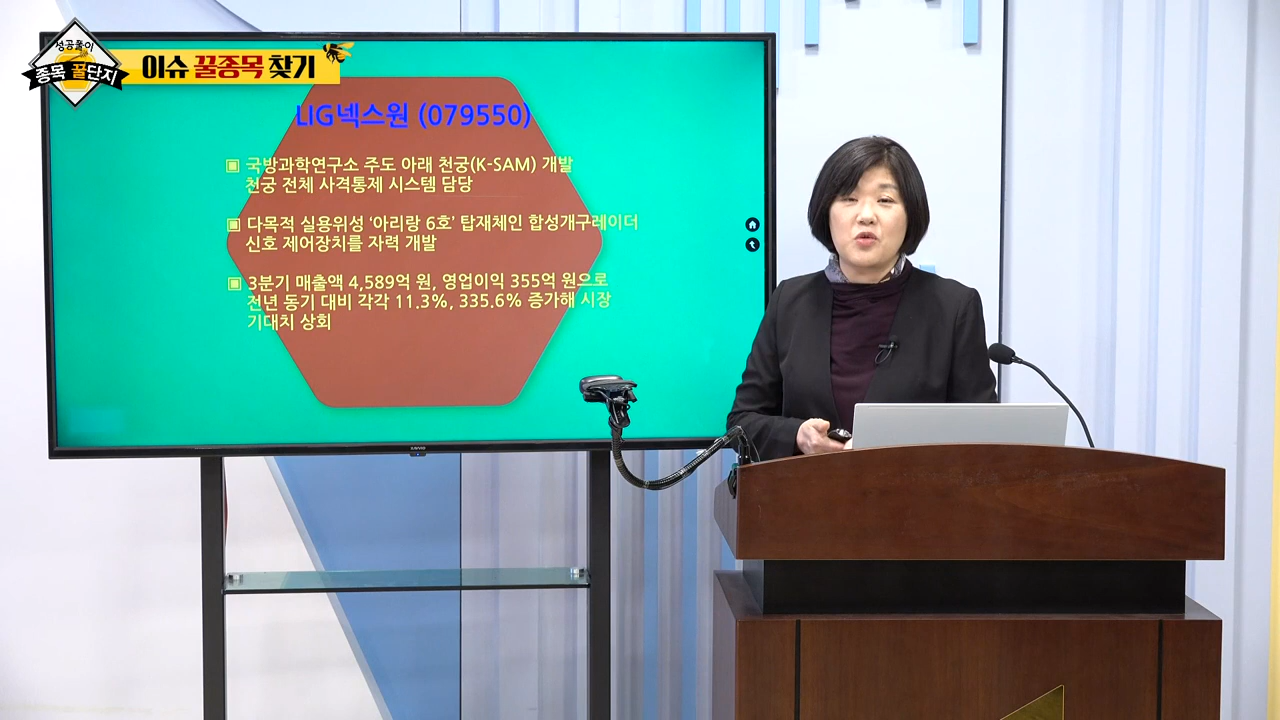 성공풀이
종목 꿀단지
이슈 꿀종목 찾기
LIG넥스원 (079550)
▣ 국방과학연구소 주도 아래 천궁(K-SAM) 개발
천궁 전체 사격통제 시스템 담당
▣ 다목적 실용위성 ‘아리랑 6호’ 탑재체인 합성개구레이더
신호 제어장치를 자력 개발
▣ 3분기 매출액 4,589억 원, 영업이익 355억 원으로
전년 동기 대비 각각 11.3%, 335.6% 증가해 시장
기대치 상회